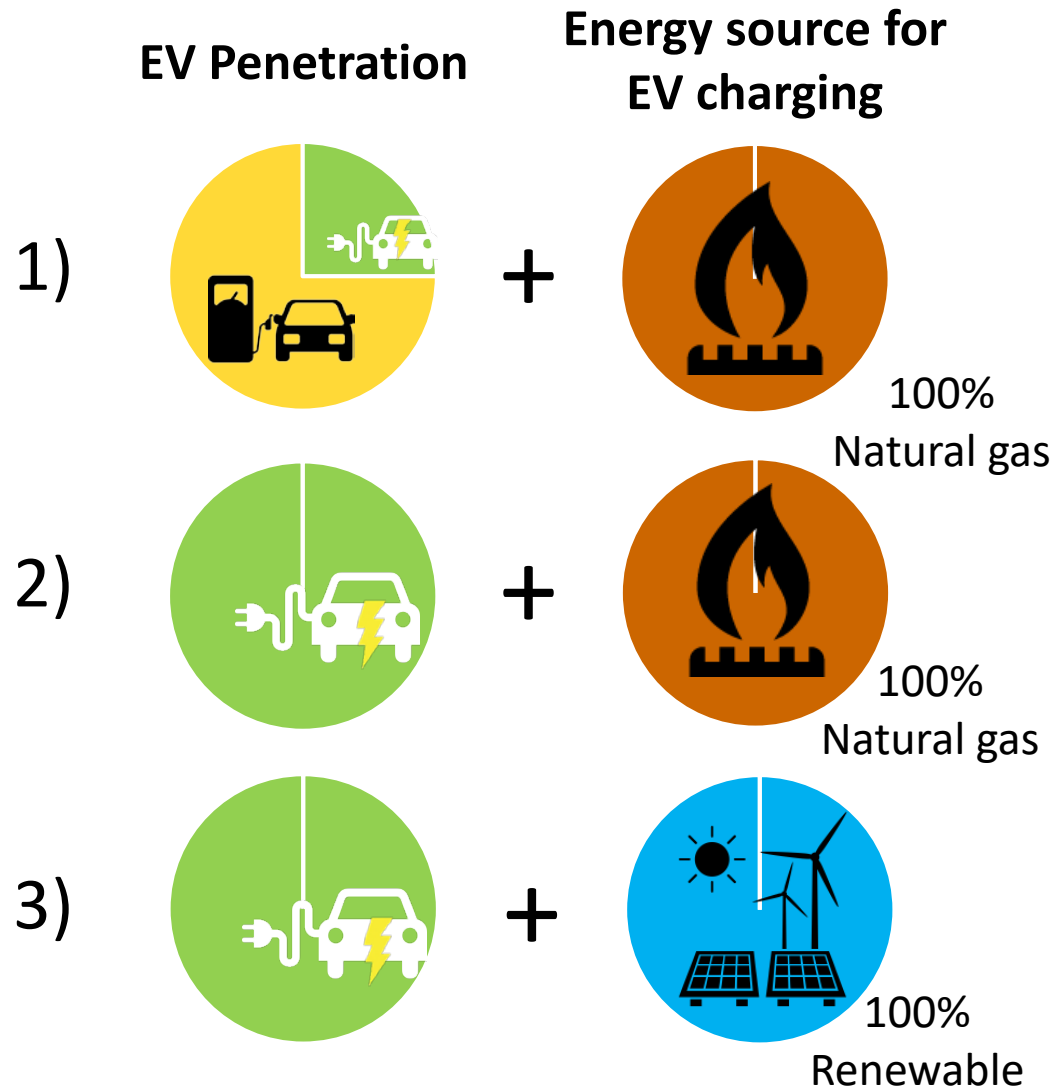 EV Penetration
Energy source for
EV charging
1)
+
100%
Natural gas
2)
+
100%
Natural gas
3)
+
100%
Renewable